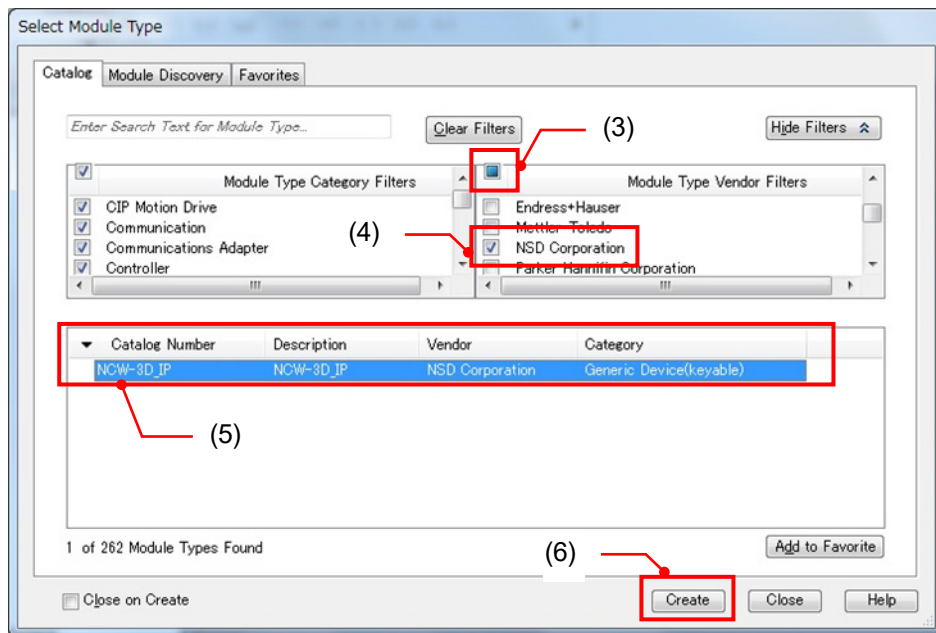 Select Module Type
Catalog Module Discovery Favorites
Enter Search Text for Module Type... Clear Filters (3) Hide Filters
Module Type Category Filters Module Type Vendor Filters
CIP Motion Drive Endress+Hauser
Communication (4) Mettler-Toledo
Communications Adapter NSD Corporation
Controller Parker Hannifin Corporation
Catalog Number Description Vendor Category
NCW-3D_IP NCW-3D_IP NSD Corporation Generic Device(keyable)
(5)
1 of 262 Module Types Found (6) Add to Favorite
Close on Create Create Close Help